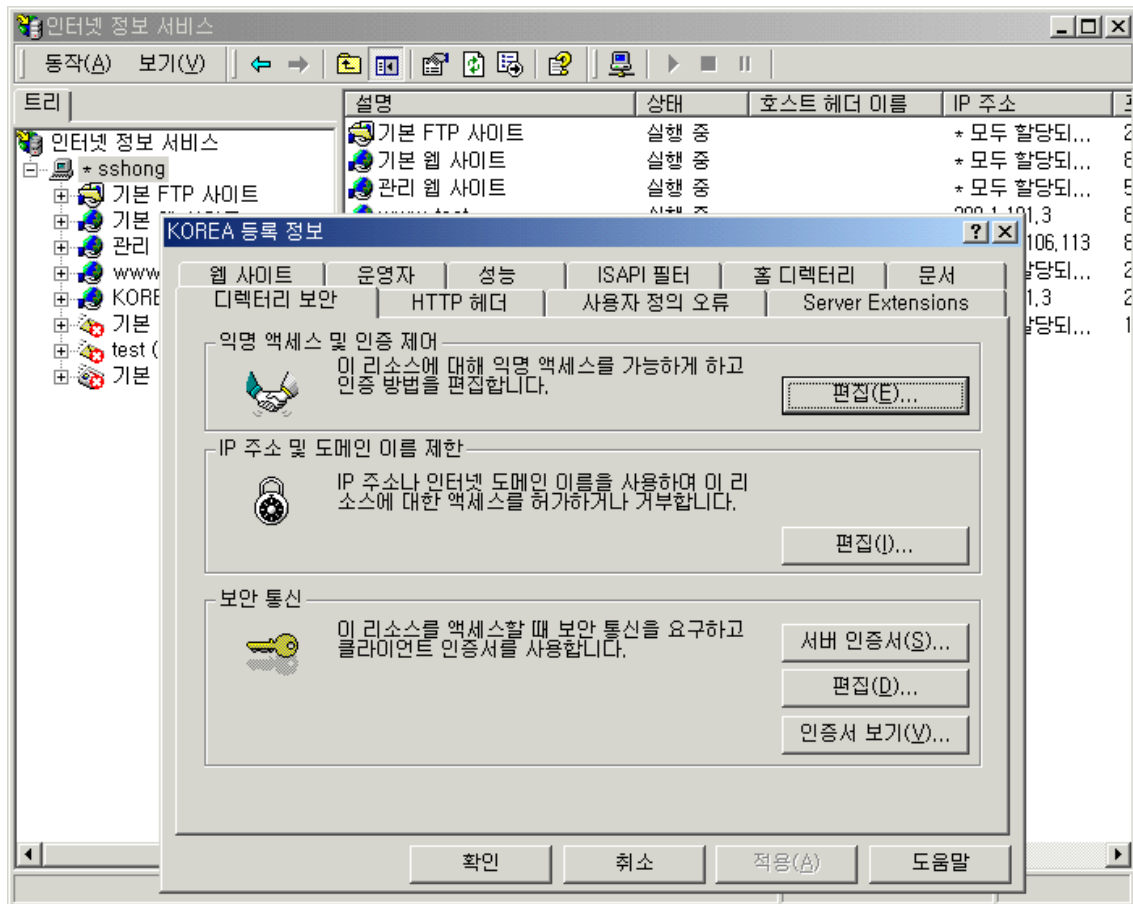 인터넷 정보 서비스
동작(A) 보기(V)
트리
설명 상태 호스트 헤더 이름 IP 주소
인터넷 정보 서비스
* sshong
기본 FTP 사이트
기본
관리
www
KORE
기본
test (
기본
기본 FTP 사이트 실행 중 * 모두 할당되...
기본 웹 사이트 실행 중 * 모두 할당되...
관리 웹 사이트 실행 중 * 모두 할당되...
KOREA 등록 정보
웹 사이트 운영자 성능 ISAPI 필터 홈 디렉터리 문서
디렉터리 보안 HTTP 헤더 사용자 정의 오류 Server Extensions
익명 액세스 및 인증 제어
이 리소스에 대해 익명 액세스를 가능하게 하고
인증 방법을 편집합니다.
편집(E)...
IP 주소 및 도메인 이름 제한
IP 주소나 인터넷 도메인 이름을 사용하여 이 리
소스에 대한 액세스를 허가하거나 거부합니다.
편집(I)...
보안 통신
이 리소스를 액세스할 때 보안 통신을 요구하고
클라이언트 인증서를 사용합니다.
서버 인증서(S)...
편집(D)...
인증서 보기(V)...
확인 취소 적용(A) 도움말